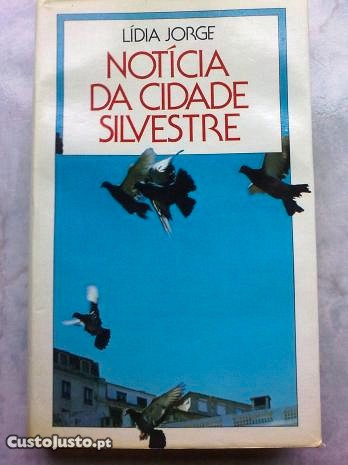 LÍDIA JORGE
NOTÍCIA
DA CIDADE
SILVESTRE
CustoJusto.pt